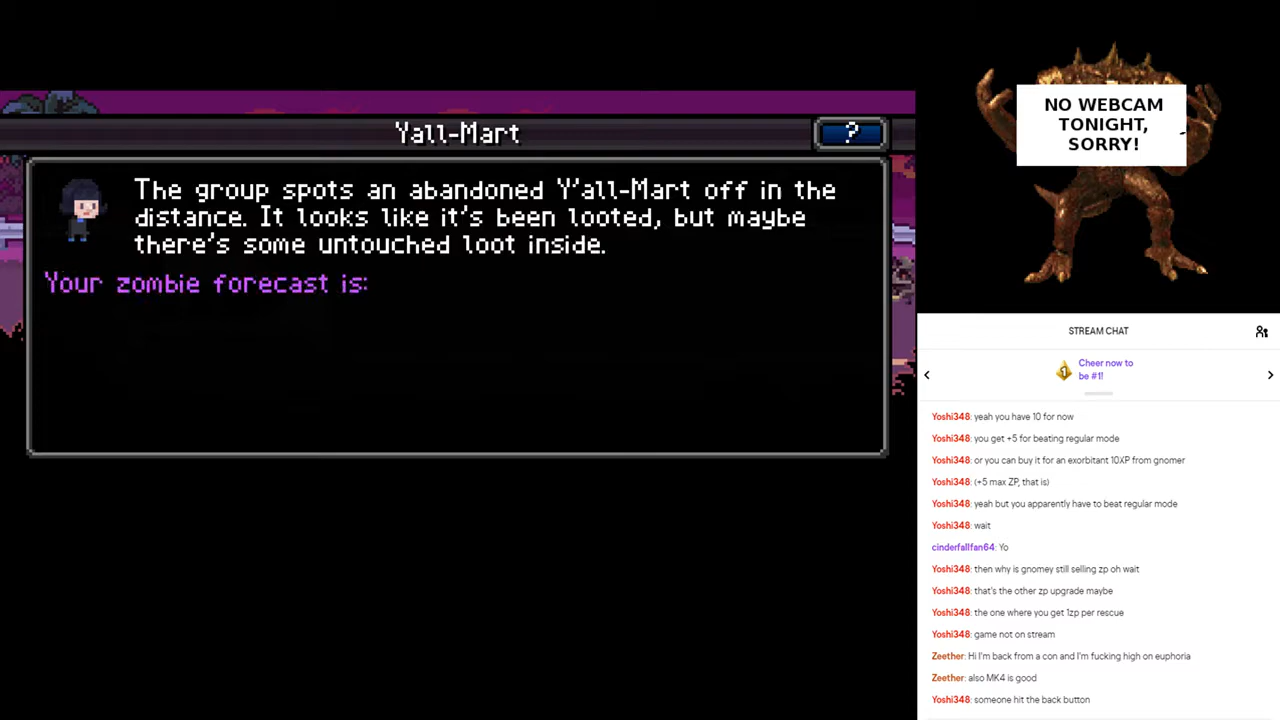 Yall-Mart
?
The group spots an abandoned Y'all-Mart off in the
distance. It looks like it's been looted, but maybe
there's some untouched loot inside.
Your zombie forecast is:
NO WEBCAM
TONIGHT,
SORRY!
STREAM CHAT
1
Cheer now to
be #1!
Yoshi348: yeah you have 10 for now
Yoshi348: you get +5 for beating regular mode
Yoshi348: or you can buy it for an exorbitant 10XP from gnomer
Yoshi348: (+5 max ZP, that is)
Yoshi348: yeah but you apparently have to beat regular mode
Yoshi348: wait
cinderfallfan64: Yo
Yoshi348: then why is gnomey still selling zp oh wait
Yoshi348: that's the other zp upgrade maybe
Yoshi348: the one where you get 1zp per rescue
Yoshi348: game not on stream
Zeether: Hi I'm back from a con and I'm fucking high on euphoria
Zeether: also MK4 is good
Yoshi348: someone hit the back button